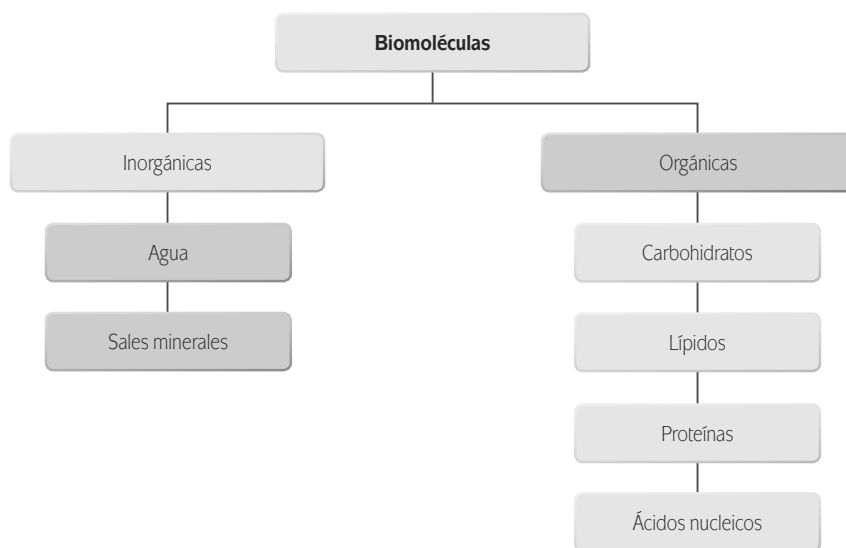 Biomoléculas
Inorgánicas
Orgánicas
Agua
Carbohidratos
Sales minerales
Lípidos
Proteínas
Ácidos nucleicos